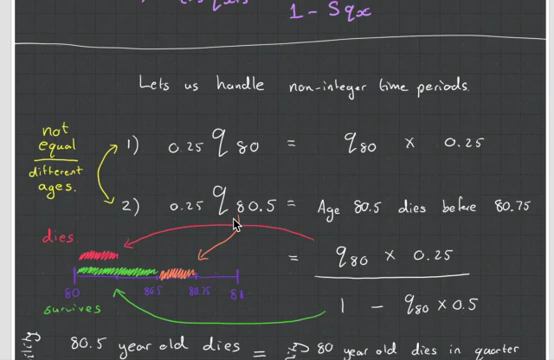 1 - Sqx
Lets us handle non-integer time periods.
not equal
different ages.
1) 0.25 q 80 = q80 x 0.25
2) 0.25 q 80.5 = Age 80.5 dies before 80.75
dies
= q80 x 0.25
1 - q80 x 0.5
80 80.5 80.75 81
survives
80.5 year old dies = 80 year old dies in quarter